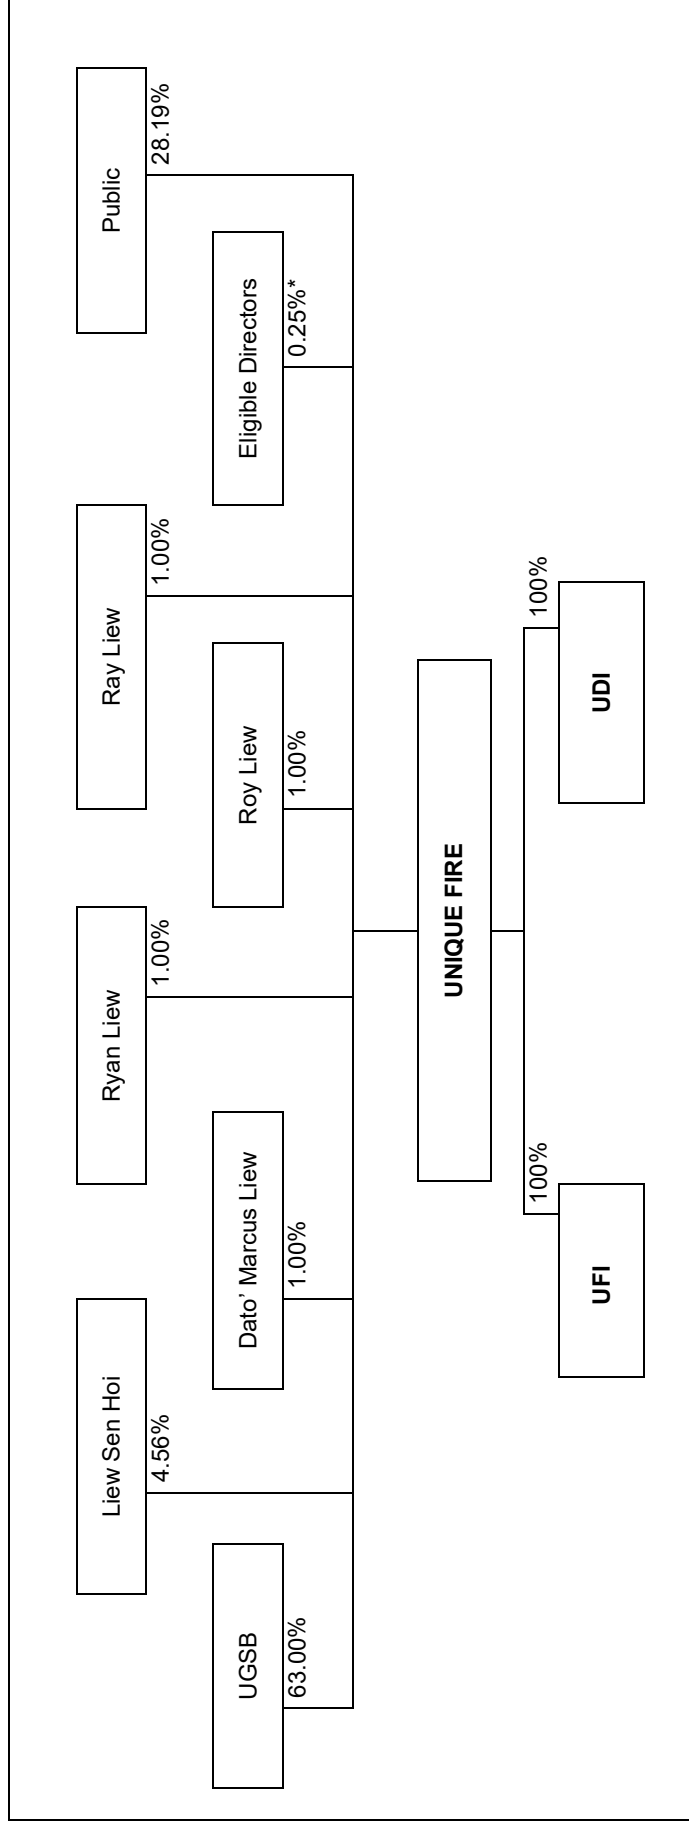 Liew Sen Hoi
4.56%
Ryan Liew
1.00%
Ray Liew
1.00%
Public
28.19%
UGSB
63.00%
Dato’ Marcus Liew
1.00%
Roy Liew
1.00%
Eligible Directors
0.25%*
UNIQUE FIRE
100%
100%
UFI
UDI